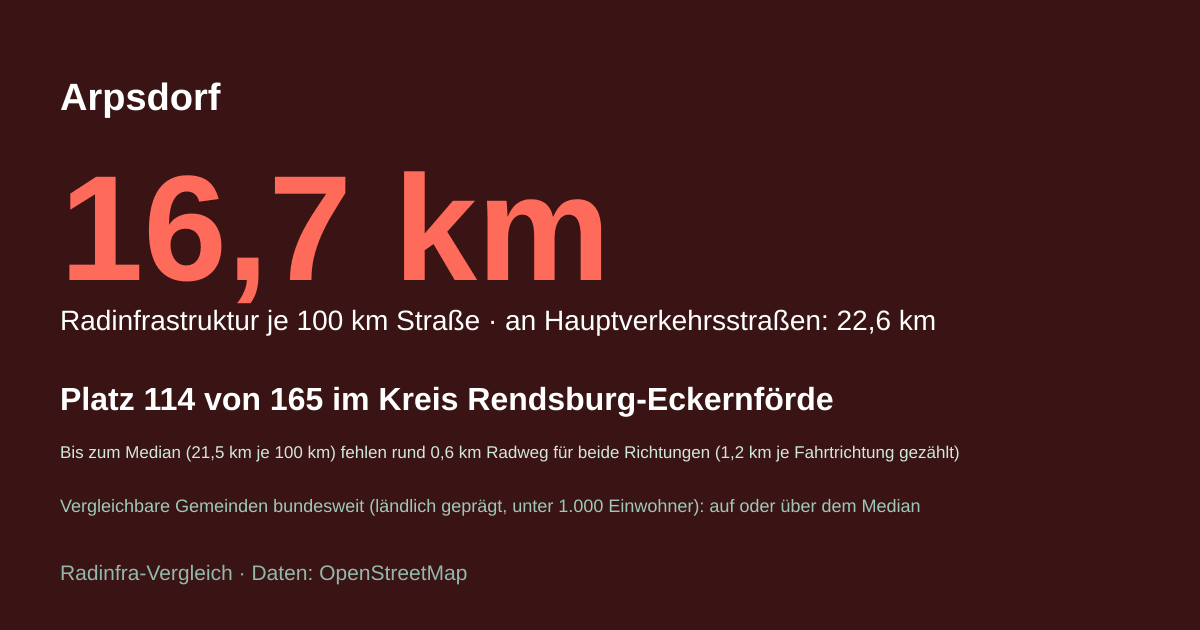 Arpsdorf
16,7 km
Radinfrastruktur je 100 km Straße · an Hauptverkehrsstraßen: 22,6 km
Platz 114 von 165 im Kreis Rendsburg-Eckernförde
Bis zum Median (21,5 km je 100 km) fehlen rund 0,6 km Radweg für beide Richtungen (1,2 km je Fahrtrichtung gezählt)
Vergleichbare Gemeinden bundesweit (ländlich geprägt, unter 1.000 Einwohner): auf oder über dem Median
Radinfra-Vergleich · Daten: OpenStreetMap